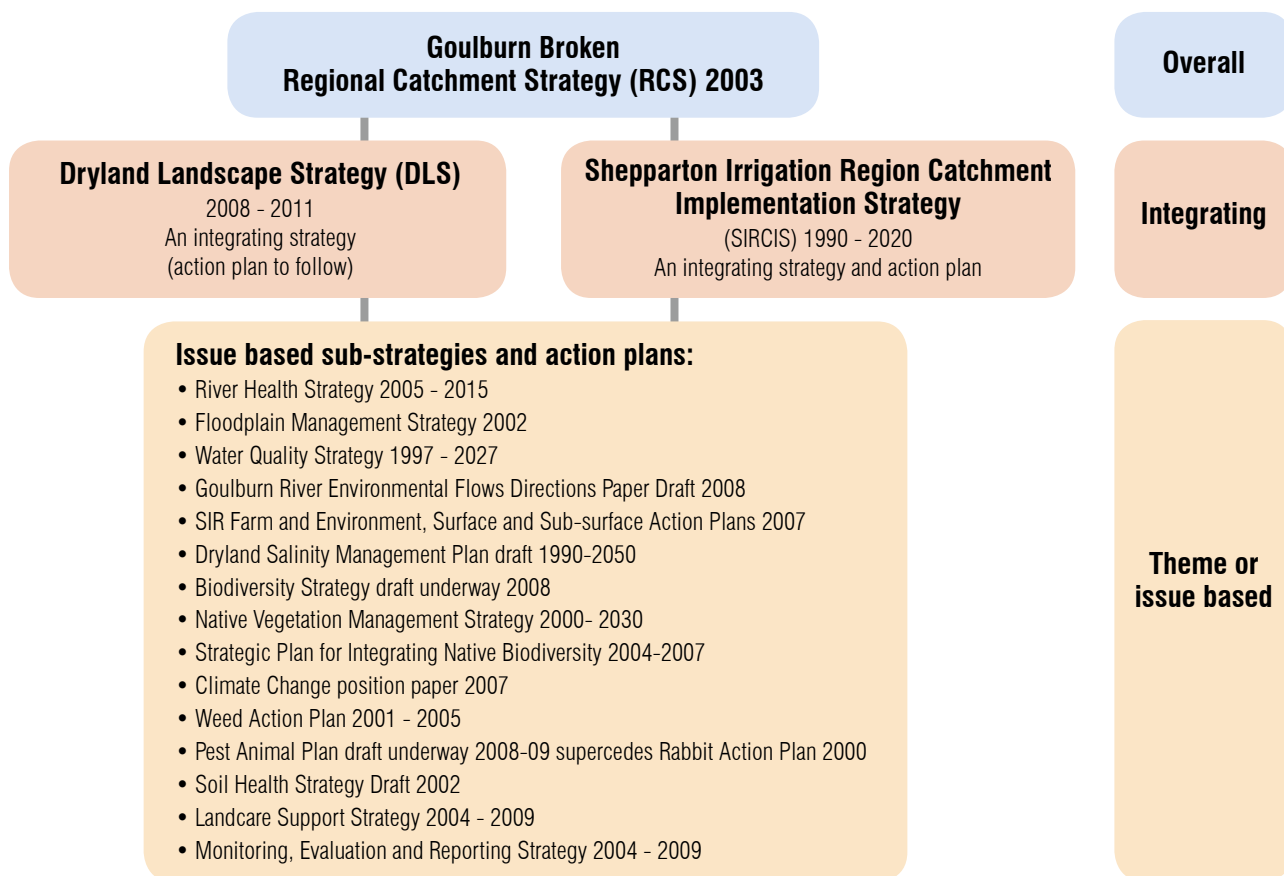 Goulburn Broken
Regional Catchment Strategy (RCS) 2003
Overall
Dryland Landscape Strategy (DLS)
2008 - 2011
An integrating strategy
(action plan to follow)
Shepparton Irrigation Region Catchment
Implementation Strategy
(SIRCIS) 1990 - 2020
An integrating strategy and action plan
Integrating
Issue based sub-strategies and action plans:
• River Health Strategy 2005 - 2015
• Floodplain Management Strategy 2002
• Water Quality Strategy 1997 - 2027
• Goulburn River Environmental Flows Directions Paper Draft 2008
• SIR Farm and Environment, Surface and Sub-surface Action Plans 2007
• Dryland Salinity Management Plan draft 1990-2050
• Biodiversity Strategy draft underway 2008
• Native Vegetation Management Strategy 2000- 2030
• Strategic Plan for Integrating Native Biodiversity 2004-2007
• Climate Change position paper 2007
• Weed Action Plan 2001 - 2005
• Pest Animal Plan draft underway 2008-09 supercedes Rabbit Action Plan 2000
• Soil Health Strategy Draft 2002
• Landcare Support Strategy 2004 - 2009
• Monitoring, Evaluation and Reporting Strategy 2004 - 2009
Theme or
issue based